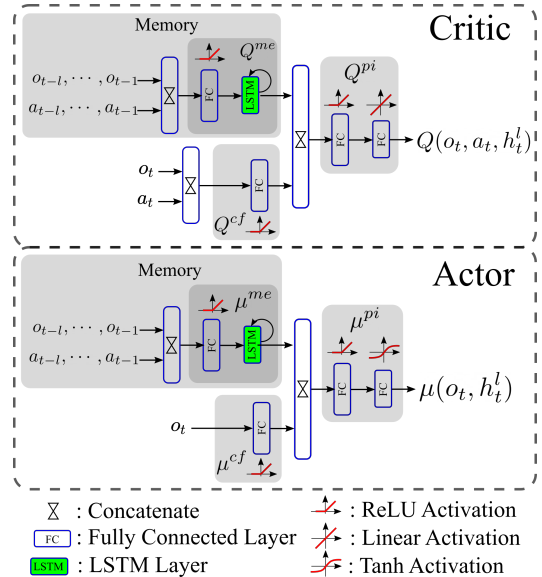 Critic
Memory
Q^{me}
Q^{pi}
o_{t-l}, ⋯, o_{t-1}
a_{t-l}, ⋯, a_{t-1}
FC
LSTM
FC
FC
Q(o_t, a_t, h_t^l)
o_t
a_t
FC
Q^{cf}
Actor
Memory
μ^{me}
μ^{pi}
o_{t-l}, ⋯, o_{t-1}
a_{t-l}, ⋯, a_{t-1}
FC
LSTM
FC
FC
μ(o_t, h_t^l)
o_t
FC
μ^{cf}
: Concatenate
: ReLU Activation
FC : Fully Connected Layer
: Linear Activation
LSTM : LSTM Layer
: Tanh Activation